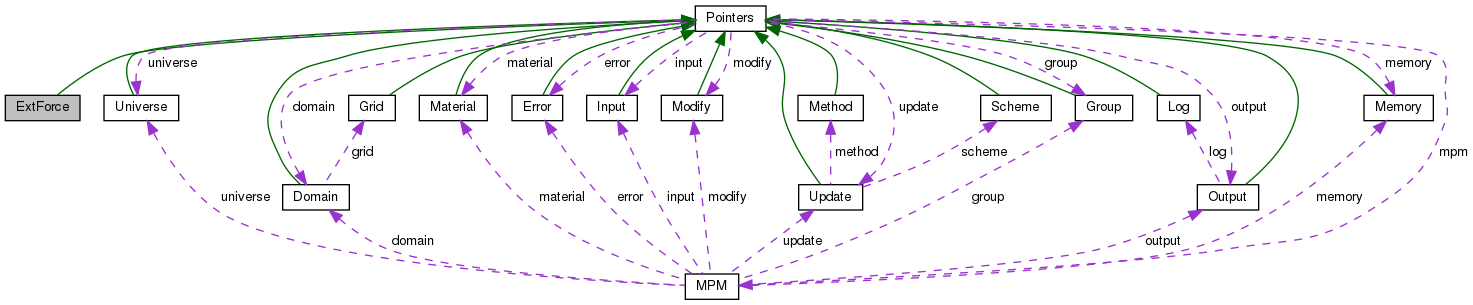 Pointers
universe
material
error
input
modify
group
memory
ExtForce
Universe
domain
Grid
Material
Error
Input
Modify
Method
update
Scheme
Group
Log
output
Memory
grid
method
scheme
log
mpm
Domain
Update
Output
universe
material
error
input
modify
group
memory
domain
update
output
MPM